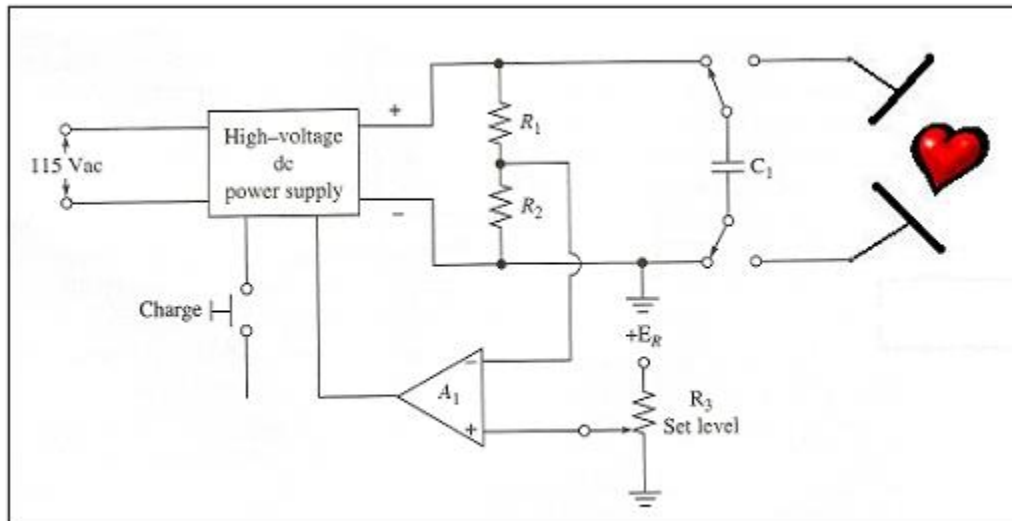 115 Vac
High–voltage
dc
power supply
+
−
R1
R2
C1
Charge
A1
−
+
+ER
R3
Set level